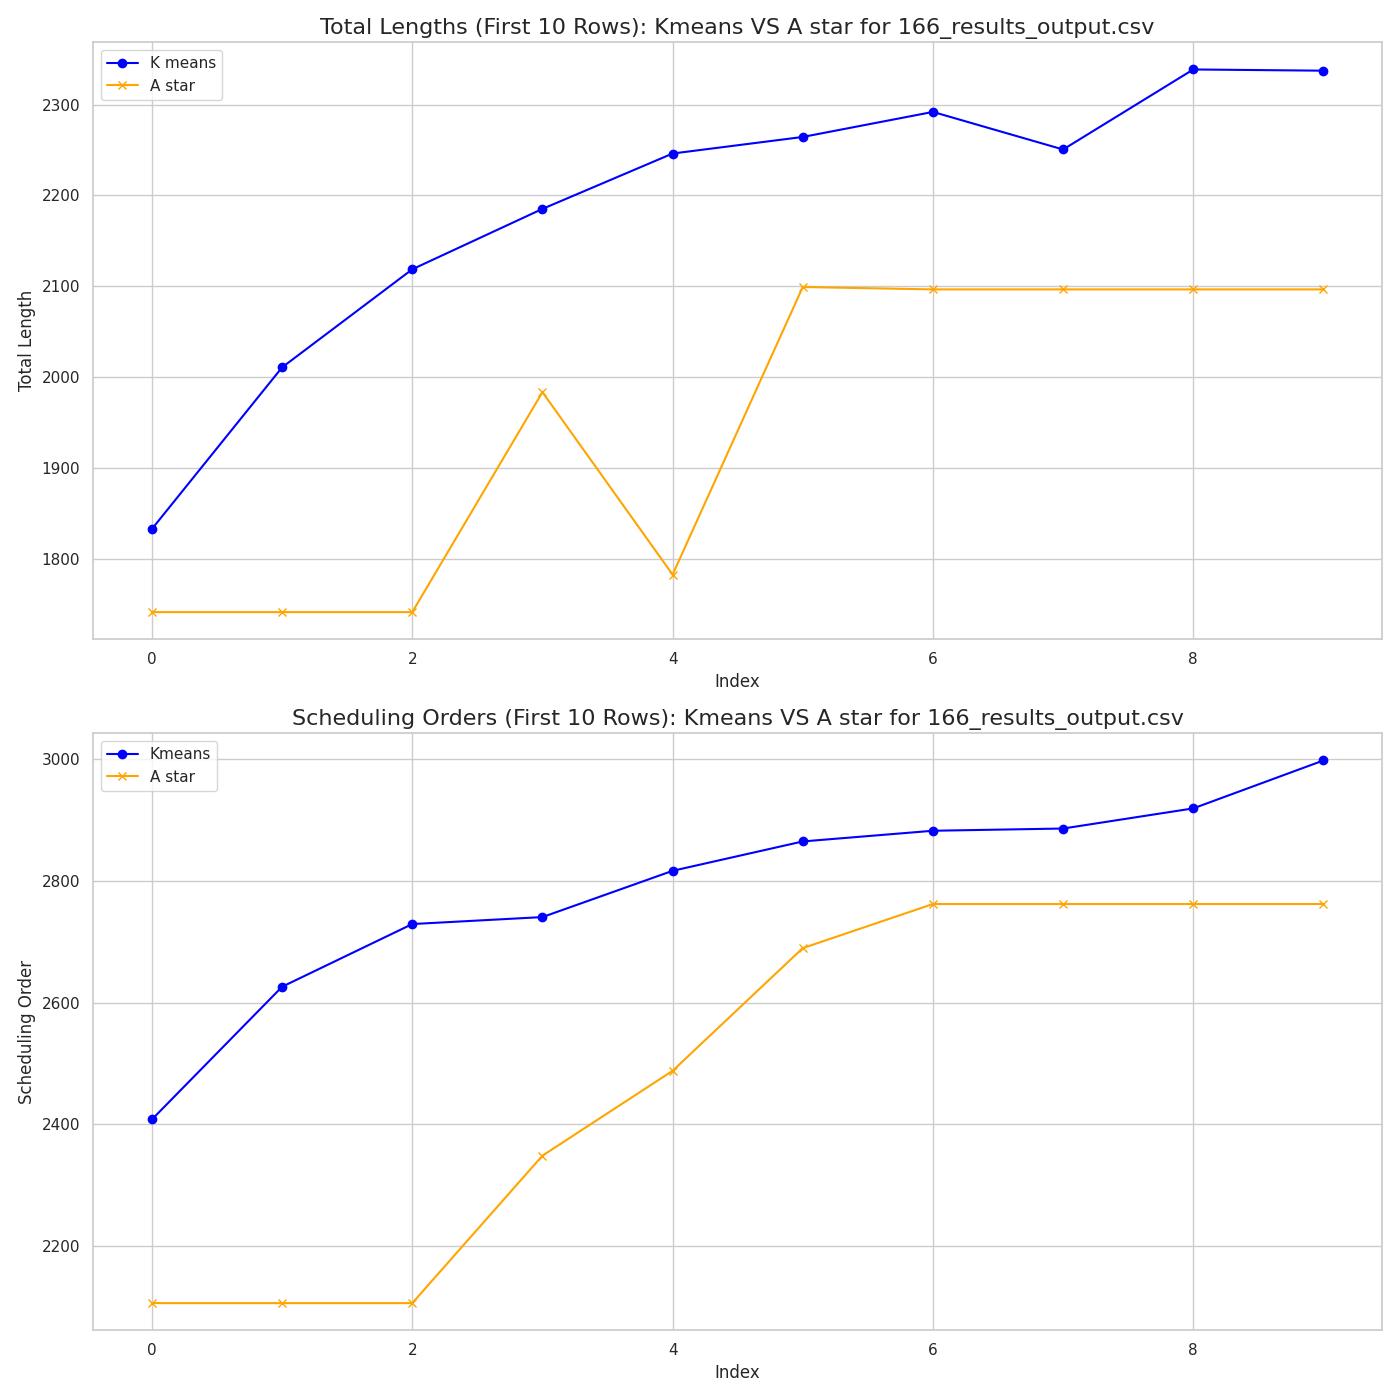 Total Lengths (First 10 Rows): Kmeans VS A star for 166_results_output.csv
K means
A star
2300
2200
2100
2000
1900
1800
Total Length
0 2 4 6 8
Index
Scheduling Orders (First 10 Rows): Kmeans VS A star for 166_results_output.csv
Kmeans
A star
3000
2800
2600
2400
2200
Scheduling Order
0 2 4 6 8
Index